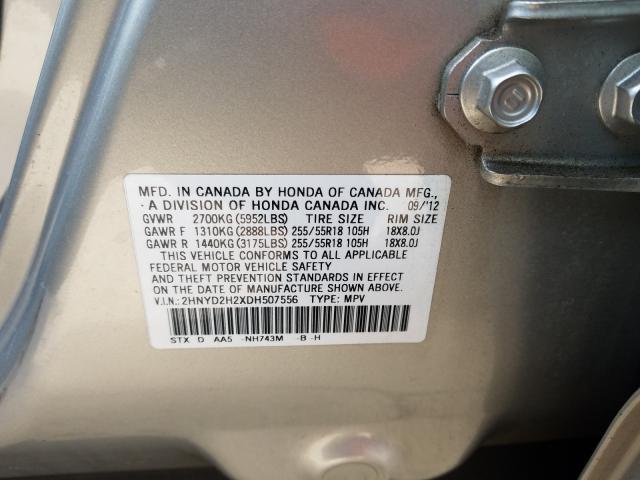 MFD. IN CANADA BY HONDA OF CANADA MFG.,
A DIVISION OF HONDA CANADA INC. 09/'12
GVWR 2700KG (5952LBS) TIRE SIZE RIM SIZE
GAWR F 1310KG (2888LBS) 255/55R18 105H 18X8.0J
GAWR R 1440KG (3175LBS) 255/55R18 105H 18X8.0J
THIS VEHICLE CONFORMS TO ALL APPLICABLE
FEDERAL MOTOR VEHICLE SAFETY
AND THEFT PREVENTION STANDARDS IN EFFECT
ON THE DATE OF MANUFACTURE SHOWN ABOVE.
V.I.N.: 2HNYD2H2XDH507556 TYPE: MPV
STX D AA5 -NH743M -B -H